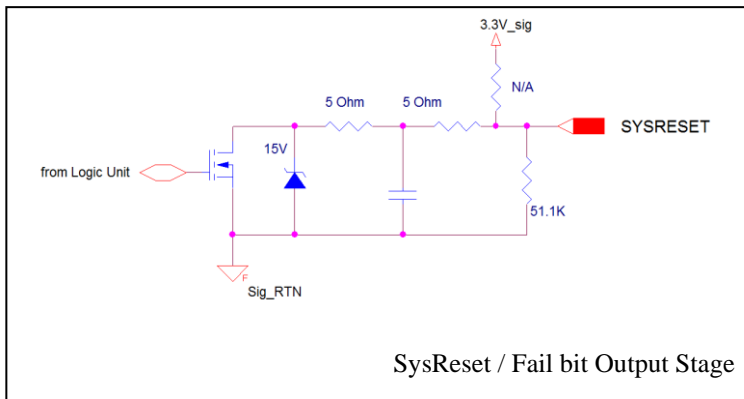 3.3V_sig
N/A
5 Ohm
5 Ohm
SYSRESET
15V
from Logic Unit
51.1K
F
Sig_RTN
SysReset / Fail bit Output Stage